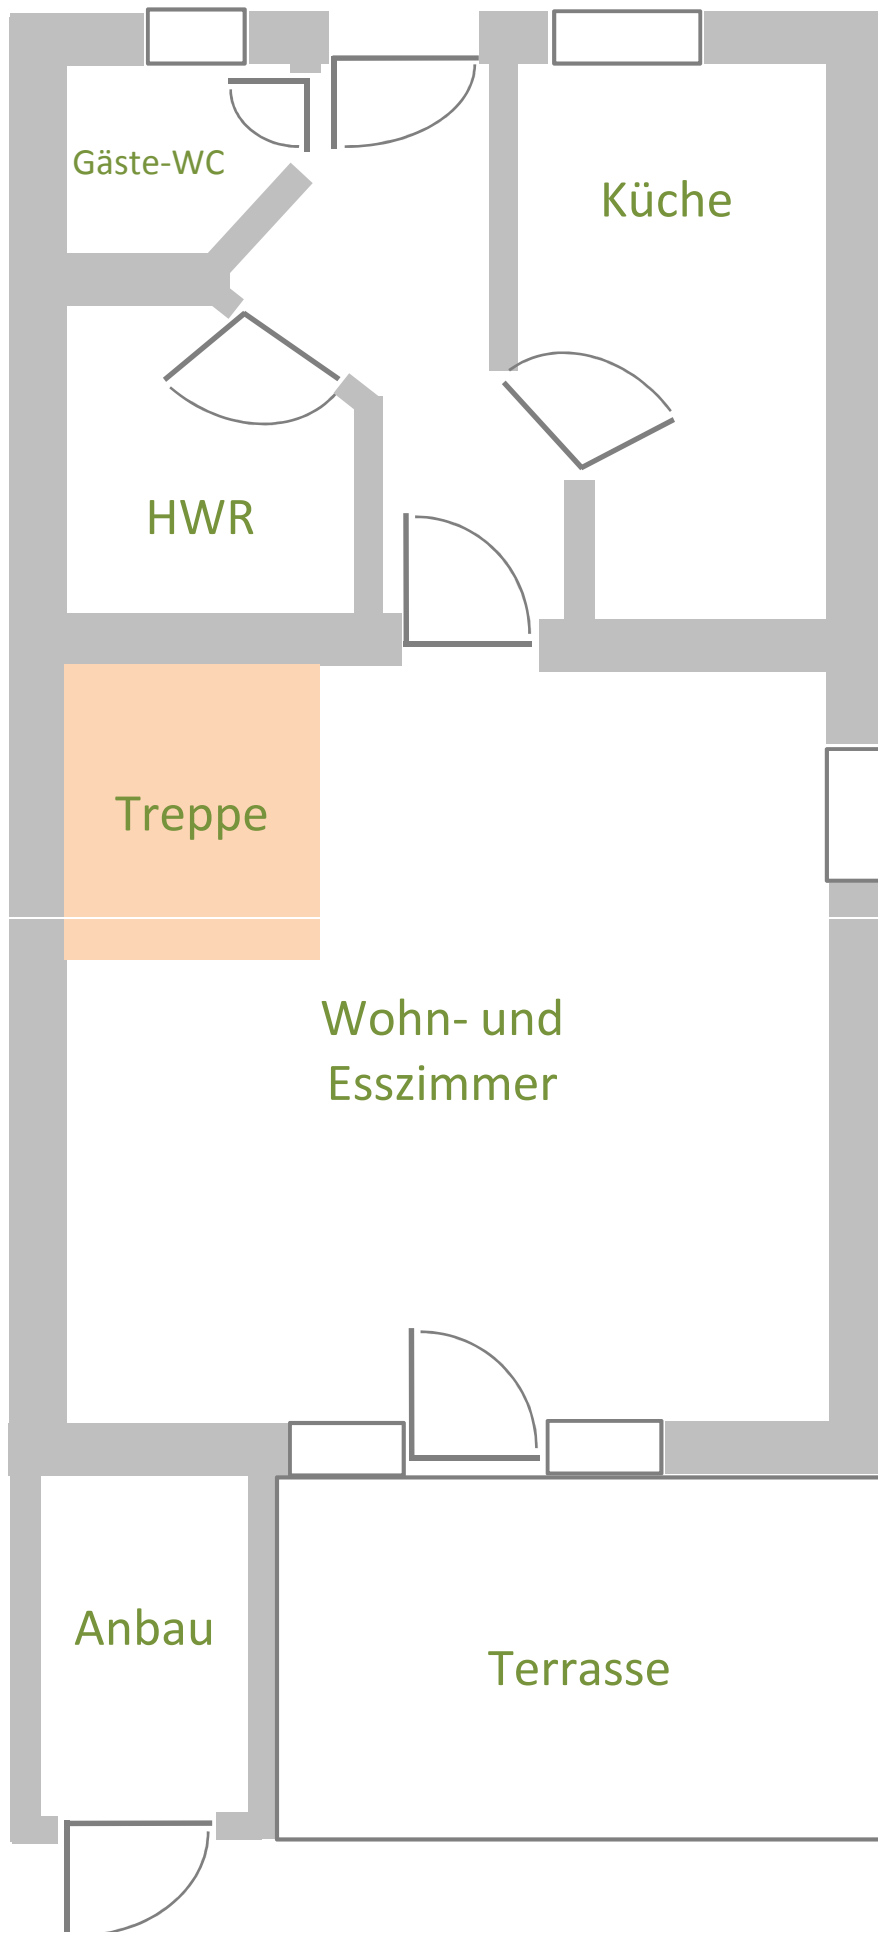 Gäste-WC
Küche
HWR
Treppe
Wohn- und
Esszimmer
Anbau
Terrasse